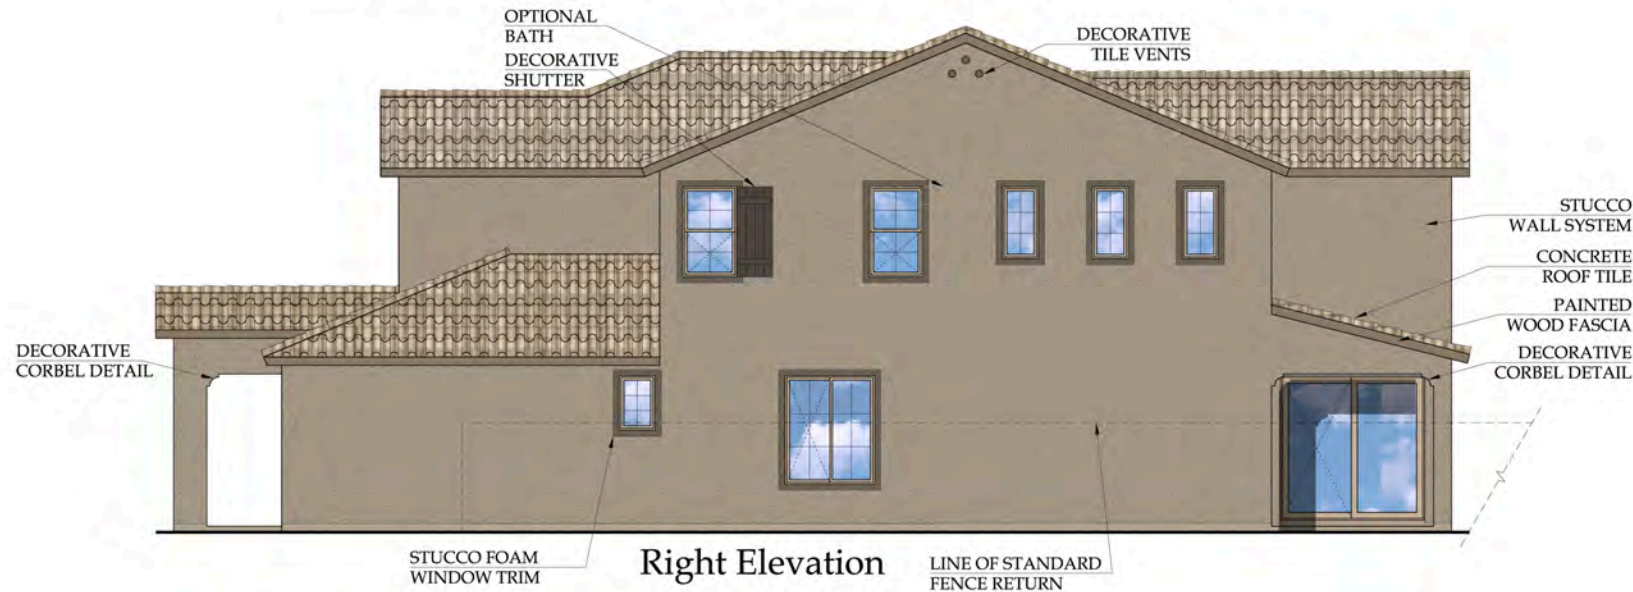 OPTIONAL
BATH
DECORATIVE
SHUTTER
DECORATIVE
TILE VENTS
STUCCO
WALL SYSTEM
CONCRETE
ROOF TILE
PAINTED
WOOD FASCIA
DECORATIVE
CORBEL DETAIL
DECORATIVE
CORBEL DETAIL
STUCCO FOAM
WINDOW TRIM
Right Elevation
LINE OF STANDARD
FENCE RETURN